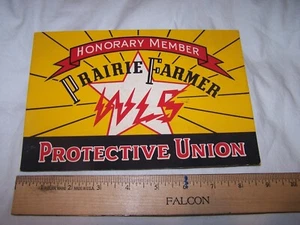 HONORARY MEMBER
PRAIRIE FARMER
WLS
PROTECTIVE UNION
FALCON